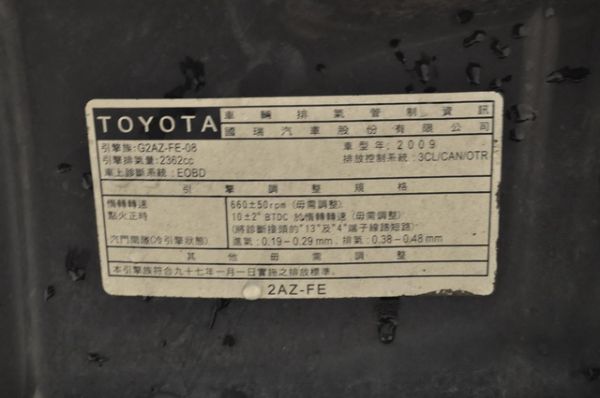 TOYOTA 車輛排氣管制資訊
國瑞汽車股份有限公司
引擎族:G2AZ-FE-08 車型年:2009
引擎排氣量:2362cc 排放控制系統:3CL/CAN/OTR
車上診斷系統:EOBD
引擎調整規格
惰轉轉速 660±50rpm (毋需調整)
點火正時 10±2° BTDC 於惰轉轉速 (毋需調整)
(將診斷接頭的"13"及"4"端子線路短路)
汽門間隙(冷引擎狀態) 進氣:0.19-0.29mm, 排氣:0.38-0.48mm
其他毋需調整
本引擎族符合九十七年一月一日實施之排放標準.
2AZ-FE